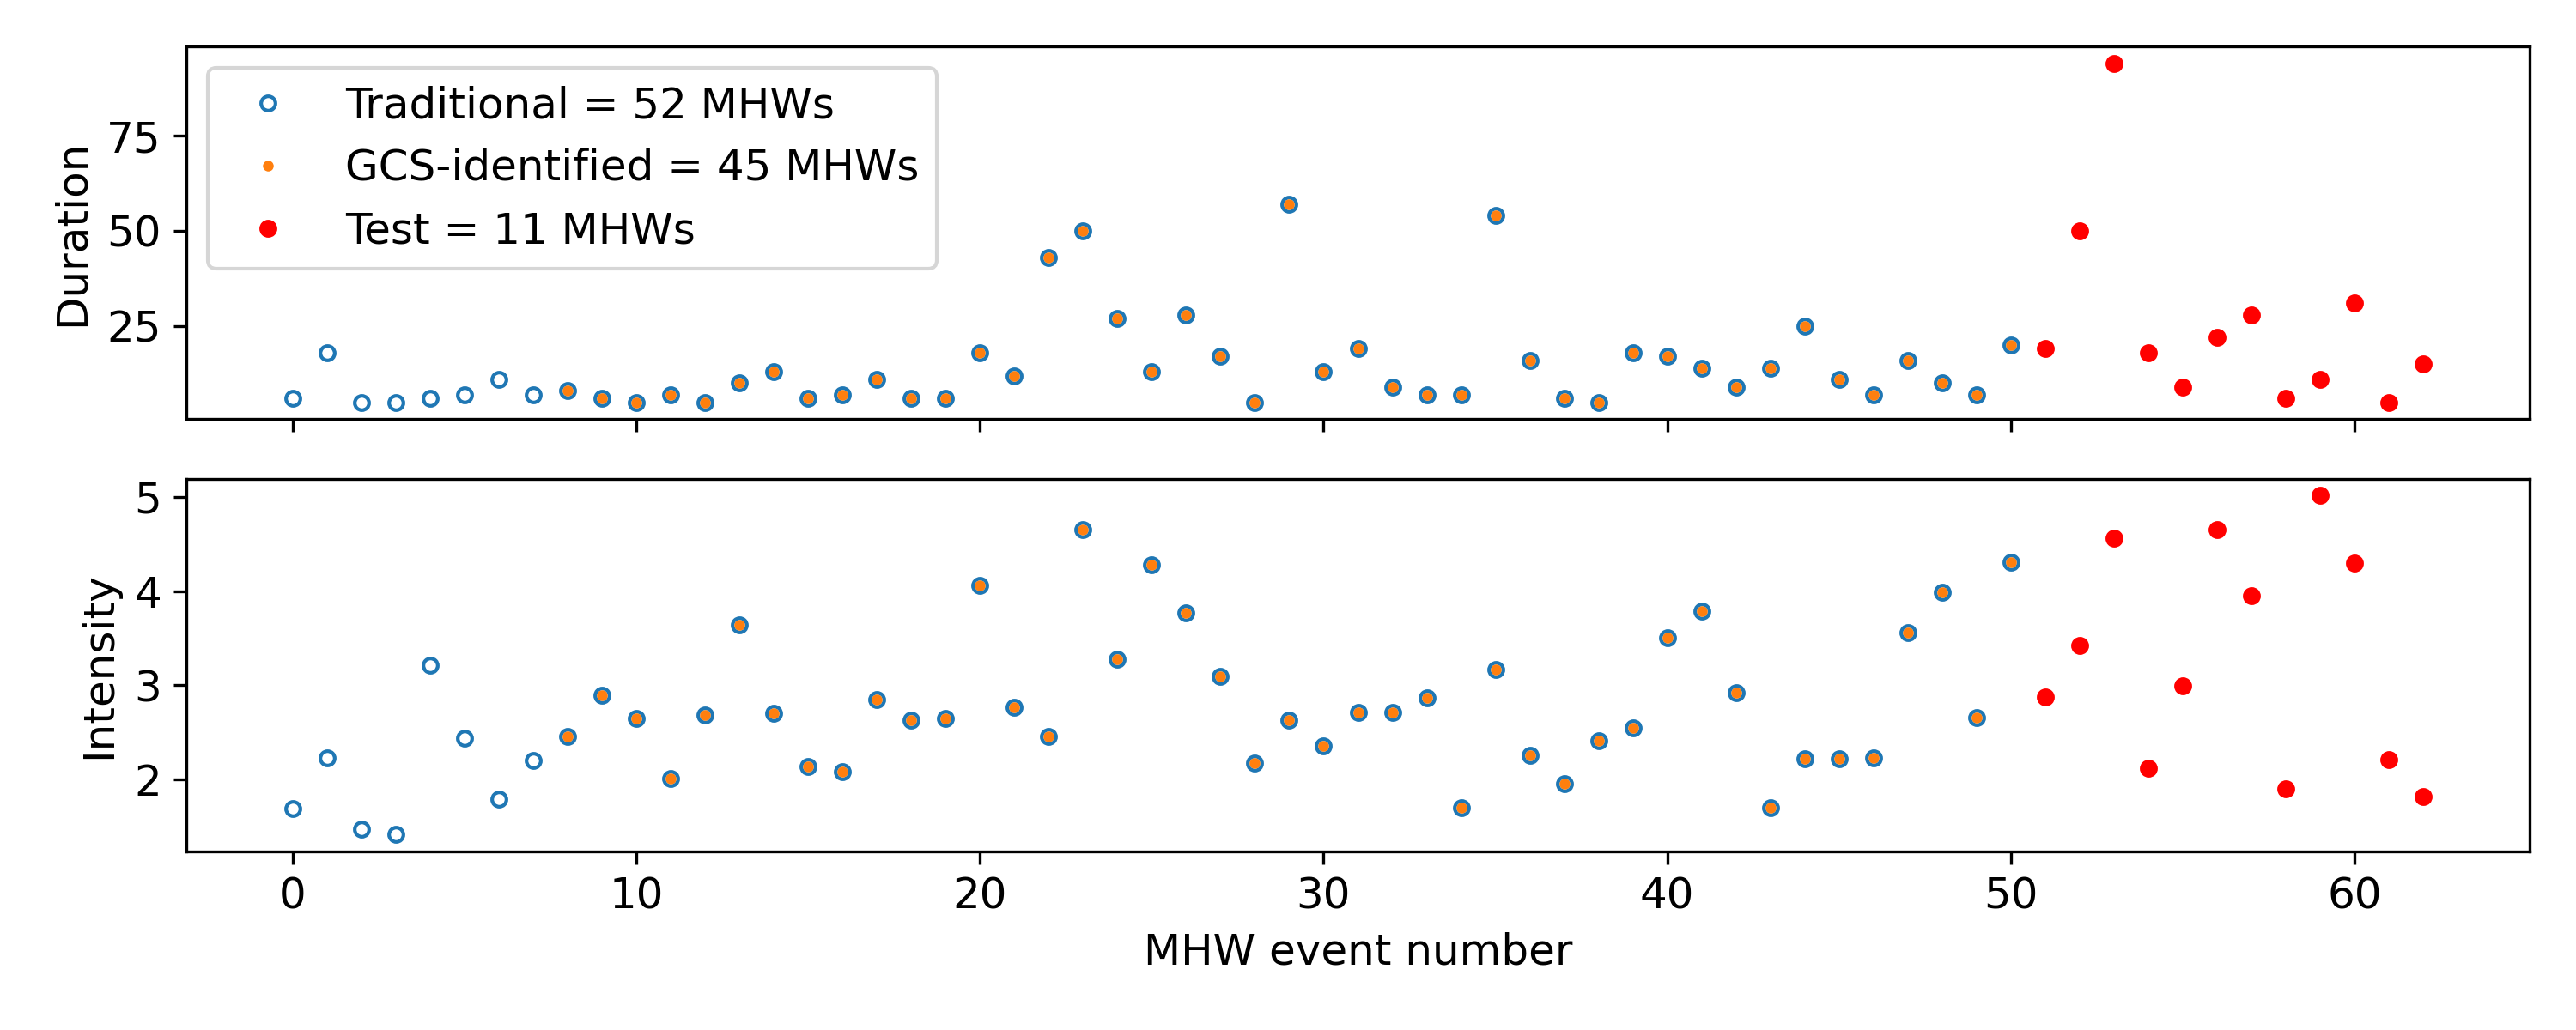 Traditional = 52 MHWs
GCS-identified = 45 MHWs
Test = 11 MHWs
75
50
25
Duration
5
4
3
2
Intensity
0 10 20 30 40 50 60
MHW event number